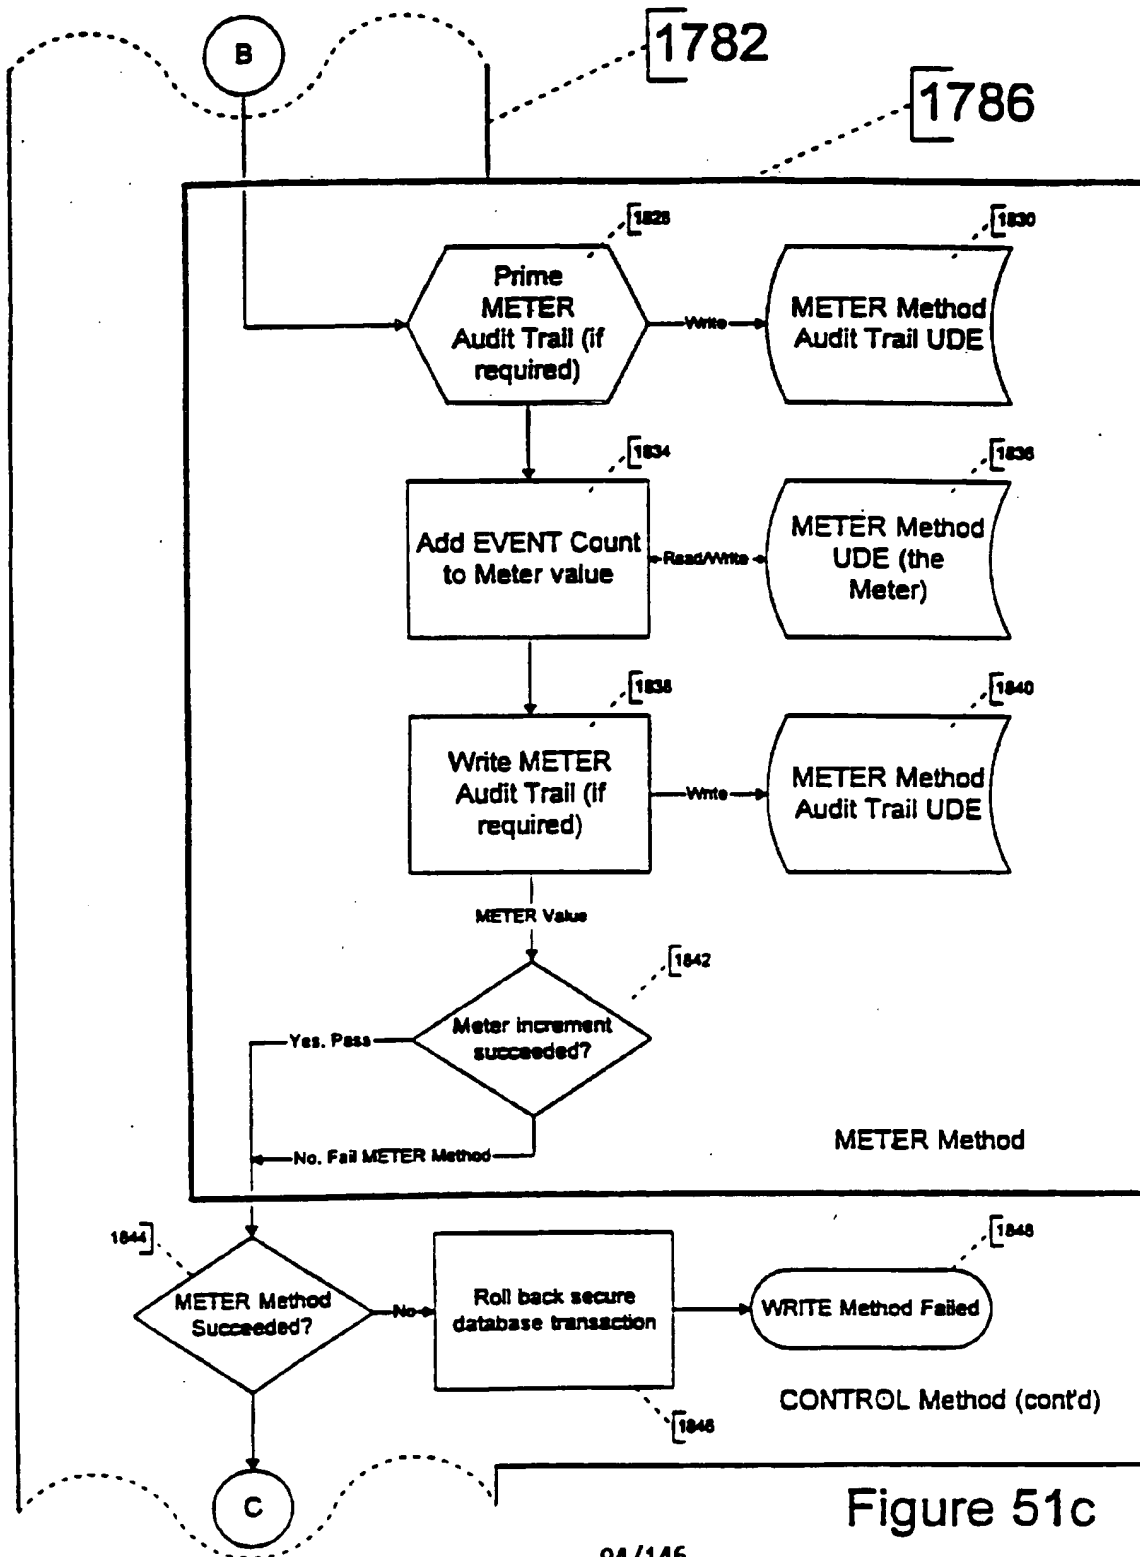 B
1782
1786
1828
Prime
METER
Audit Trail (if
required)
Write
1830
METER Method
Audit Trail UDE
1834
Add EVENT Count
to Meter value
Read/Write
1836
METER Method
UDE (the
Meter)
1838
Write METER
Audit Trail (if
required)
Write
1840
METER Method
Audit Trail UDE
METER Value
1842
Meter increment
succeeded?
Yes. Pass
No. Fail METER Method
METER Method
1844
METER Method
Succeeded?
No
Roll back secure
database transaction
1846
1848
WRITE Method Failed
CONTROL Method (cont'd)
C
Figure 51c
94/146